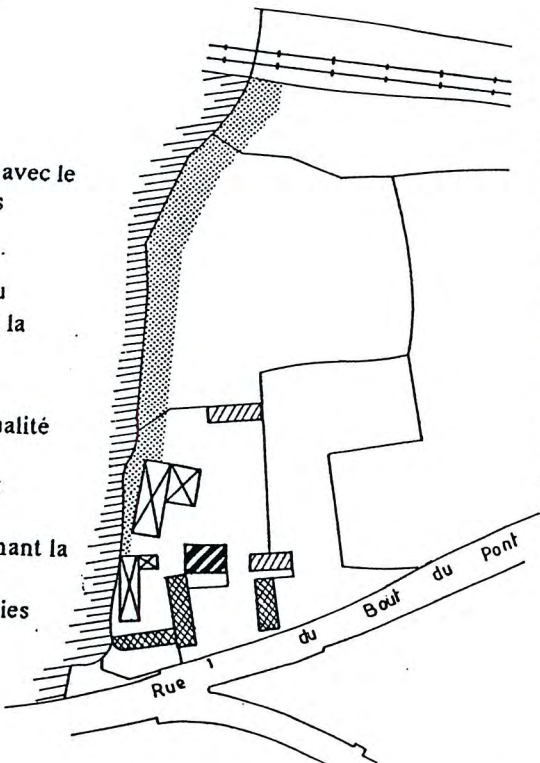 avec le
s
u
la
alité
nant la
ies
Rue du Bout du Pont